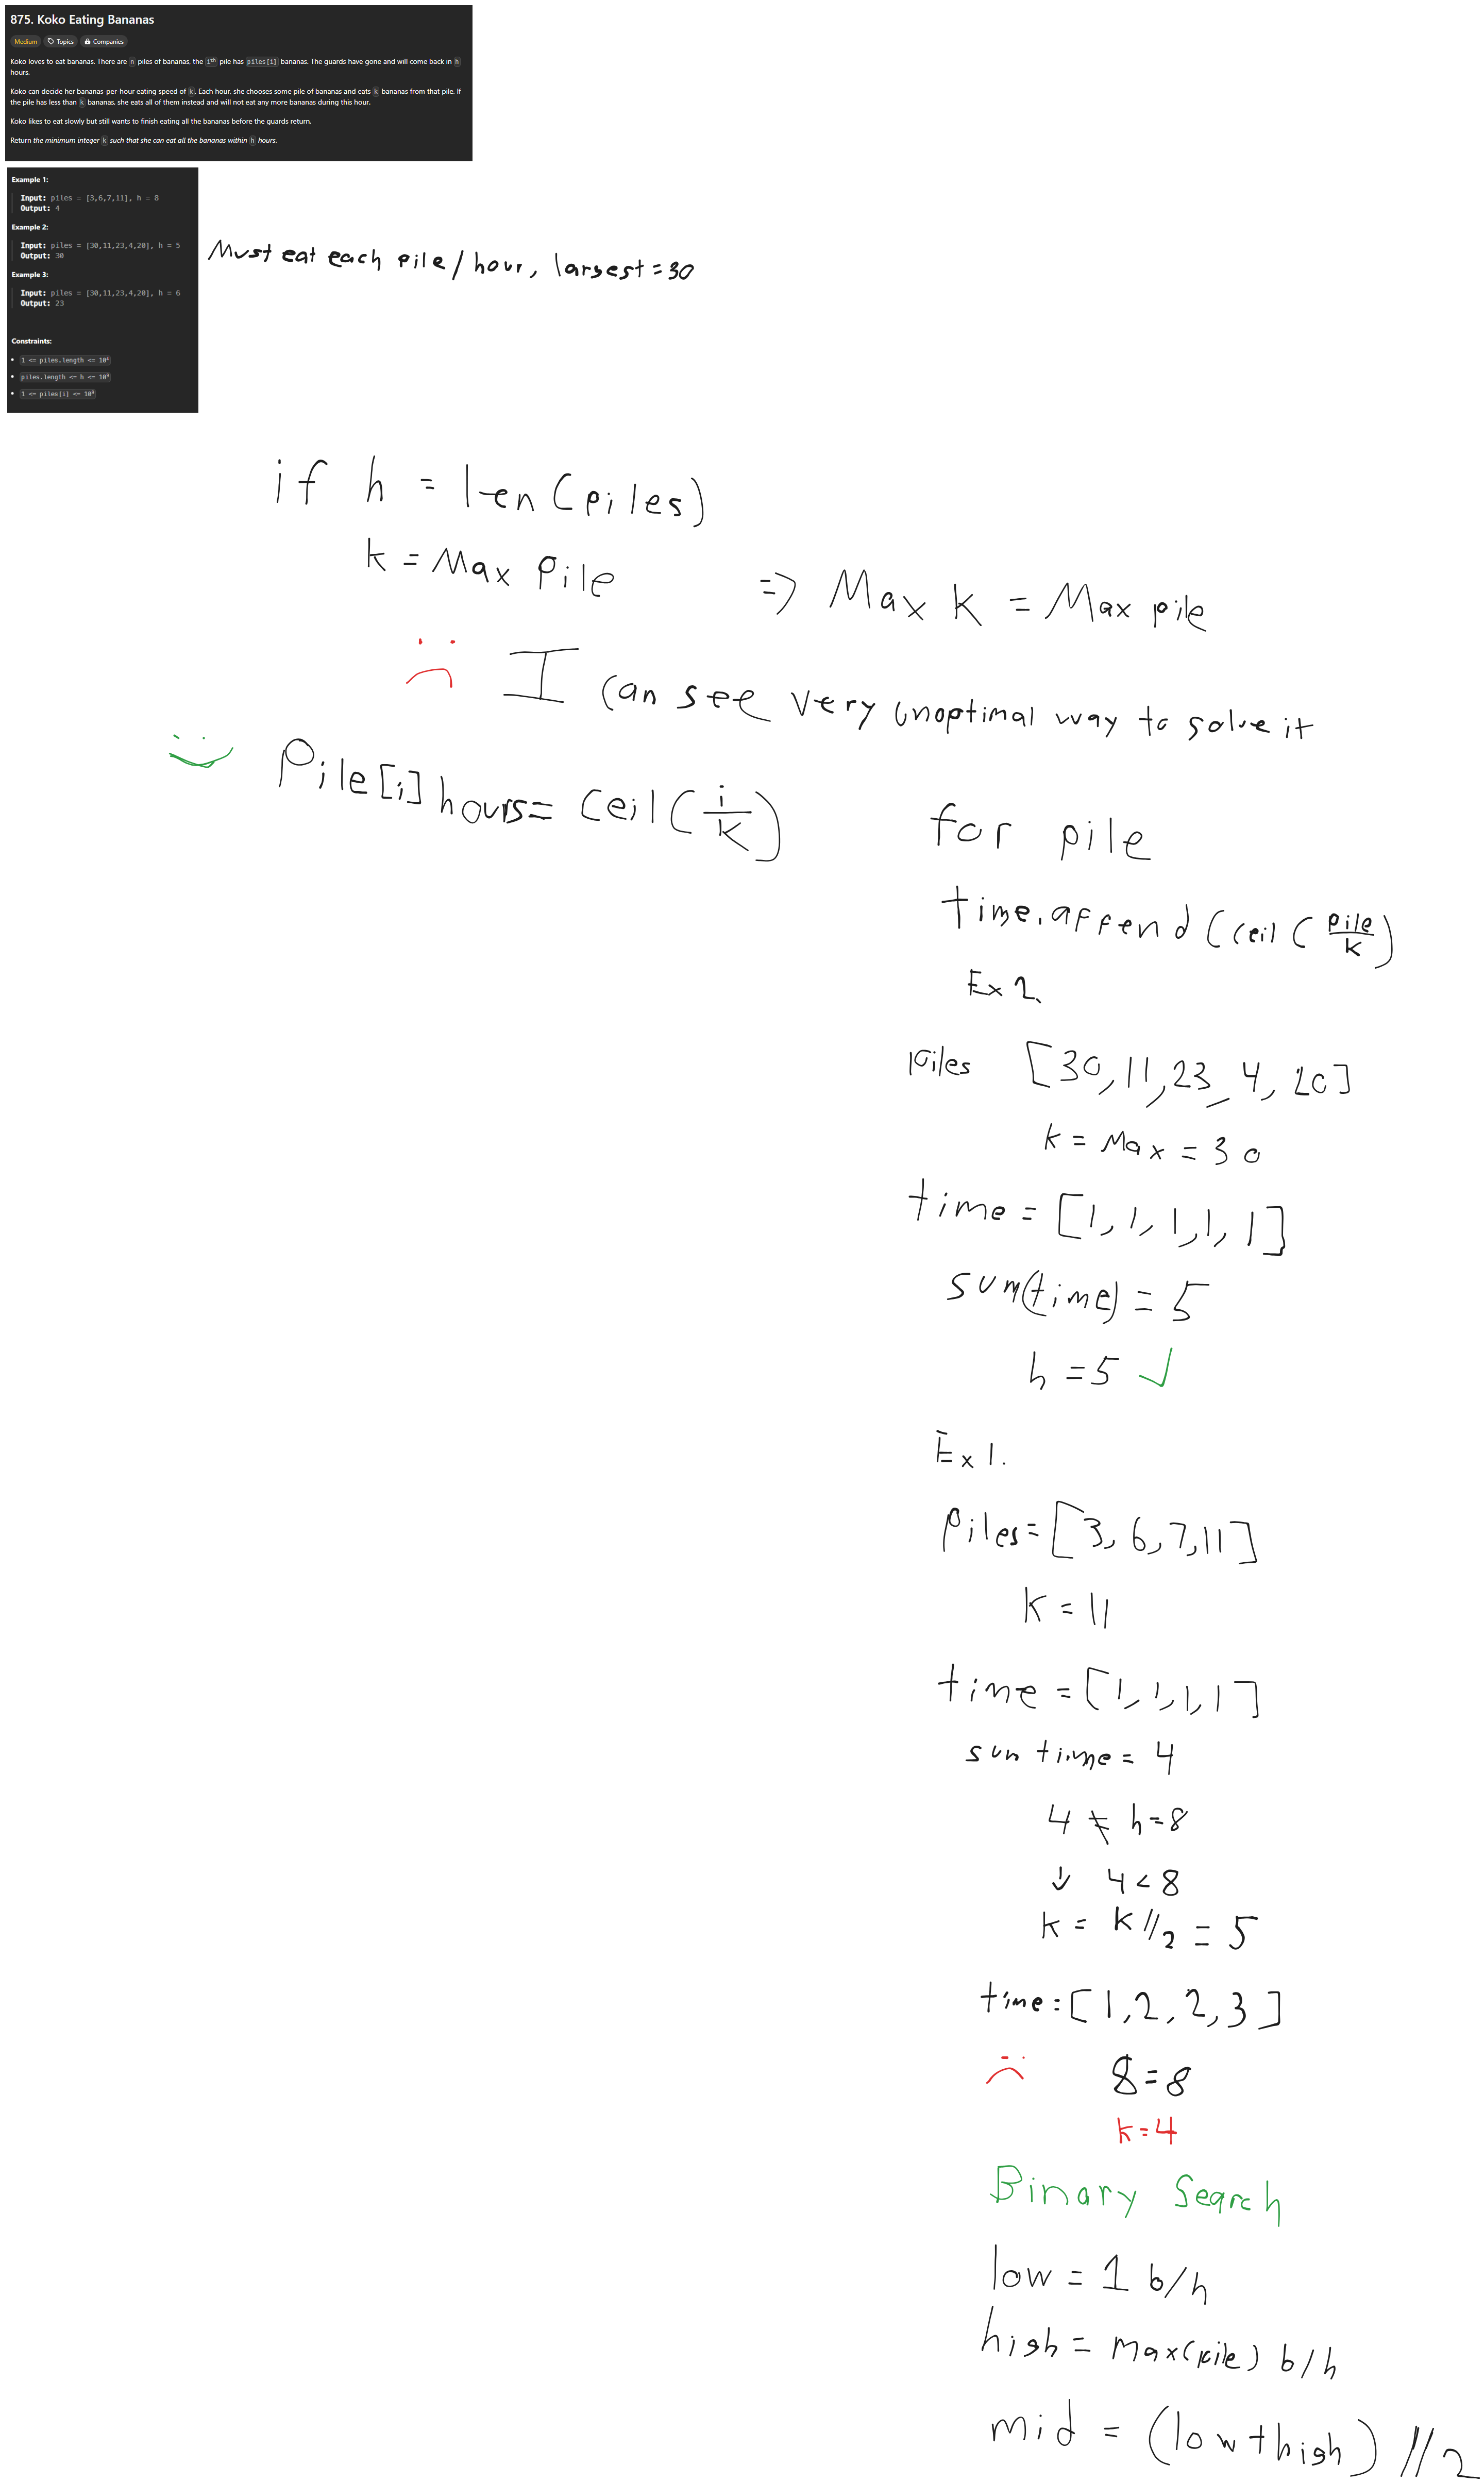 875. Koko Eating Bananas
Medium Topics Companies
Koko loves to eat bananas. There are n piles of bananas, the ith pile has piles[i] bananas. The guards have gone and will come back in h
hours.
Koko can decide her bananas-per-hour eating speed of k. Each hour, she chooses some pile of bananas and eats k bananas from that pile. If
the pile has less than k bananas, she eats all of them instead and will not eat any more bananas during this hour.
Koko likes to eat slowly but still wants to finish eating all the bananas before the guards return.
Return the minimum integer k such that she can eat all the bananas within h hours.
Example 1:
Input: piles = [3,6,7,11], h = 8
Output: 4
Example 2:
Input: piles = [30,11,23,4,20], h = 5
Output: 30
Example 3:
Input: piles = [30,11,23,4,20], h = 6
Output: 23
Constraints:
1 <= piles.length <= 10⁴
piles.length <= h <= 10⁹
1 <= piles[i] <= 10⁹
Must eat each pile/hour, largest=30
if h = len(piles)
k = Max Pile => Max K = Max pile
I can see very unoptimal way to solve it
Pile[i] hours = Ceil(i/K)
for pile
time.append(ceil(pile/k)
Ex 2.
piles [30,11,23,4,20]
k = Max = 30
time = [1,1,1,1,1]
sum(time) = 5
h = 5 ✓
Ex 1.
piles = [3,6,7,11]
K = 11
time = [1,1,1,1]
sum time = 4
4 ≠ h=8
↓ 4 < 8
k = K//2 = 5
time = [1,2,2,3]
8 = 8
k=4
Binary Search
low = 1 b/h
high = max(pile) b/h
mid = (low+high)//2